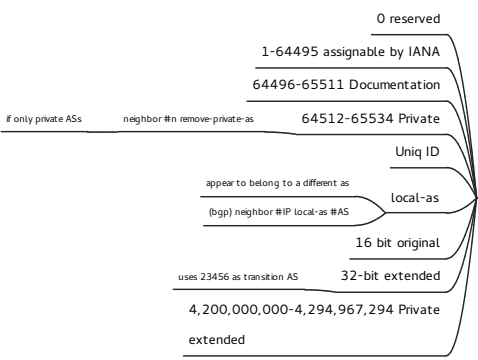 0 reserved
1-64495 assignable by IANA
64496-65511 Documentation
if only private ASs
neighbor #n remove-private-as
64512-65534 Private
Uniq ID
appear to belong to a different as
(bgp) neighbor #IP local-as #AS
local-as
16 bit original
uses 23456 as transition AS
32-bit extended
4,200,000,000-4,294,967,294 Private
extended